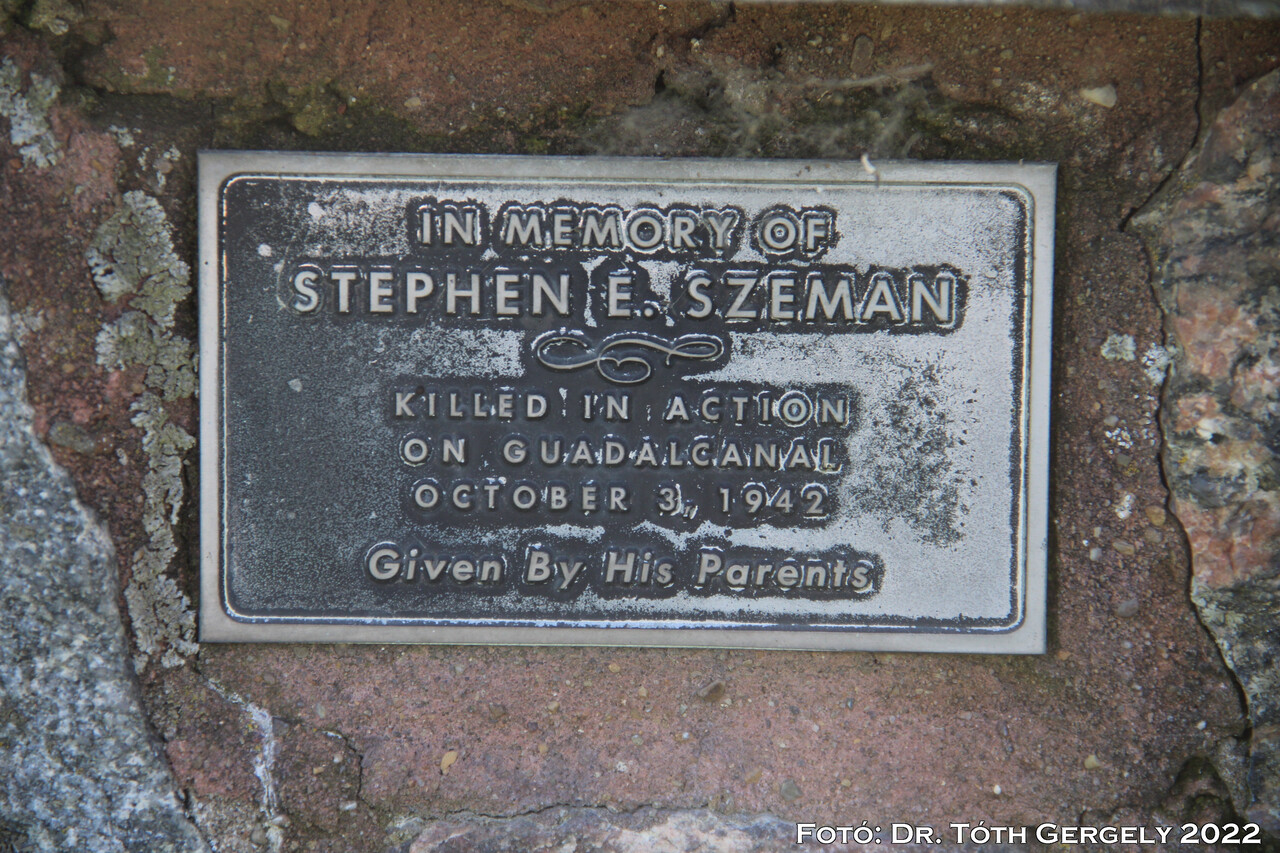 IN MEMORY OF
STEPHEN E. SZEMAN
KILLED IN ACTION
ON GUADALCANAL
OCTOBER 3, 1942
Given By His Parents
Fotó: Dr. Tóth Gergely 2022